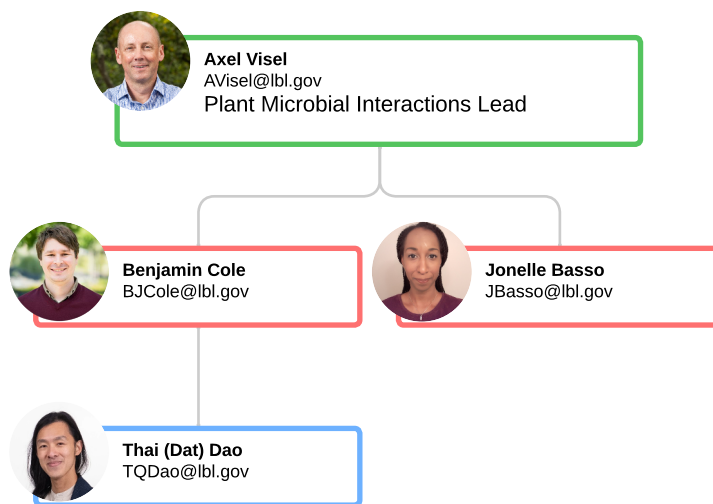 Axel Visel
AVisel@lbl.gov
Plant Microbial Interactions Lead
Benjamin Cole
BJCole@lbl.gov
Jonelle Basso
JBasso@lbl.gov
Thai (Dat) Dao
TQDao@lbl.gov